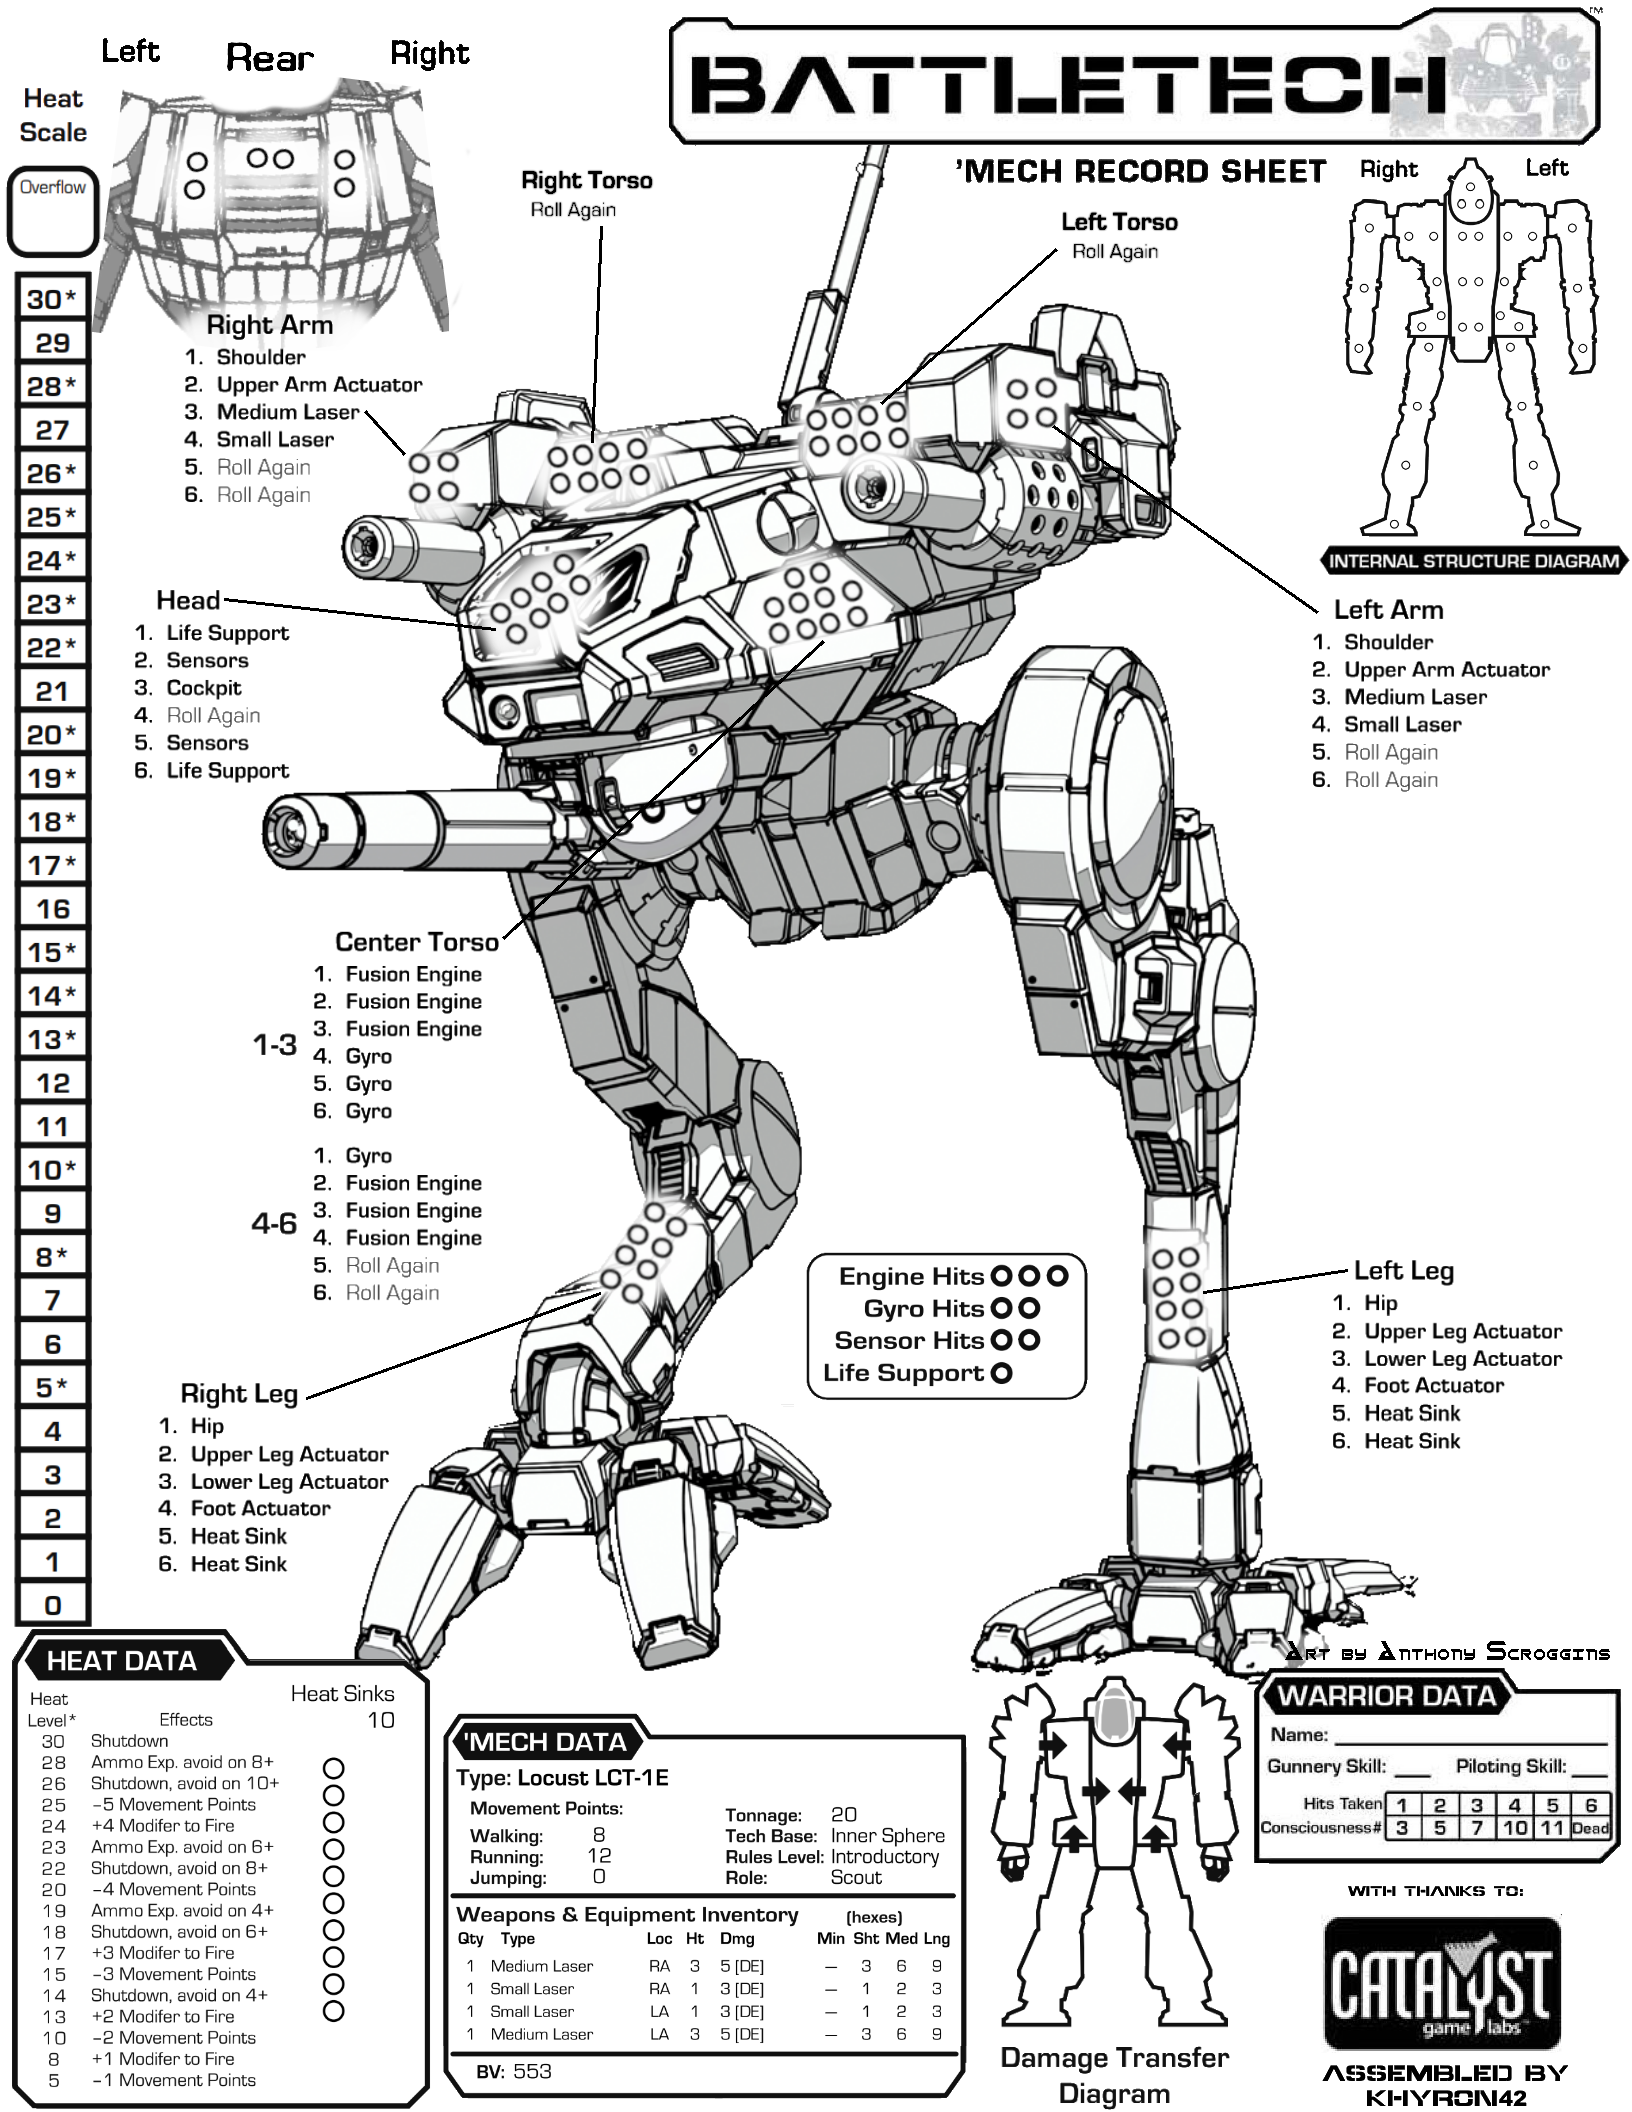 Left Rear Right
BATTLETECH
TM
'MECH RECORD SHEET
Heat
Scale
Overflow
30*
29
28*
27
26*
25*
24*
23*
22*
21
20*
19*
18*
17*
16
15*
14*
13*
12
11
10*
9
8*
7
6
5*
4
3
2
1
0
Right Torso
Roll Again
Left Torso
Roll Again
Right Left
INTERNAL STRUCTURE DIAGRAM
Right Arm
1. Shoulder
2. Upper Arm Actuator
3. Medium Laser
4. Small Laser
5. Roll Again
6. Roll Again
Head
1. Life Support
2. Sensors
3. Cockpit
4. Roll Again
5. Sensors
6. Life Support
Left Arm
1. Shoulder
2. Upper Arm Actuator
3. Medium Laser
4. Small Laser
5. Roll Again
6. Roll Again
Center Torso
1-3
1. Fusion Engine
2. Fusion Engine
3. Fusion Engine
4. Gyro
5. Gyro
6. Gyro
4-6
1. Gyro
2. Fusion Engine
3. Fusion Engine
4. Fusion Engine
5. Roll Again
6. Roll Again
Engine Hits
Gyro Hits
Sensor Hits
Life Support
Right Leg
1. Hip
2. Upper Leg Actuator
3. Lower Leg Actuator
4. Foot Actuator
5. Heat Sink
6. Heat Sink
Left Leg
1. Hip
2. Upper Leg Actuator
3. Lower Leg Actuator
4. Foot Actuator
5. Heat Sink
6. Heat Sink
Art by Anthony Scroggins
HEAT DATA
Heat Level* Effects
Heat Sinks
10
30 Shutdown
28 Ammo Exp. avoid on 8+
26 Shutdown, avoid on 10+
25 -5 Movement Points
24 +4 Modifer to Fire
23 Ammo Exp. avoid on 6+
22 Shutdown, avoid on 8+
20 -4 Movement Points
19 Ammo Exp. avoid on 4+
18 Shutdown, avoid on 6+
17 +3 Modifer to Fire
15 -3 Movement Points
14 Shutdown, avoid on 4+
13 +2 Modifer to Fire
10 -2 Movement Points
8 +1 Modifer to Fire
5 -1 Movement Points
'MECH DATA
Type: Locust LCT-1E
Movement Points:
Walking: 8
Running: 12
Jumping: 0
Tonnage: 20
Tech Base: Inner Sphere
Rules Level: Introductory
Role: Scout
Weapons & Equipment Inventory (hexes)
Qty Type Loc Ht Dmg Min Sht Med Lng
1 Medium Laser RA 3 5 [DE] — 3 6 9
1 Small Laser RA 1 3 [DE] — 1 2 3
1 Small Laser LA 1 3 [DE] — 1 2 3
1 Medium Laser LA 3 5 [DE] — 3 6 9
BV: 553
Damage Transfer
Diagram
WARRIOR DATA
Name:
Gunnery Skill: ___ Piloting Skill: ___
Hits Taken 1 2 3 4 5 6
Consciousness# 3 5 7 10 11 Dead
WITH THANKS TO:
CATALYST
game labs
ASSEMBLED BY
KHYRON42